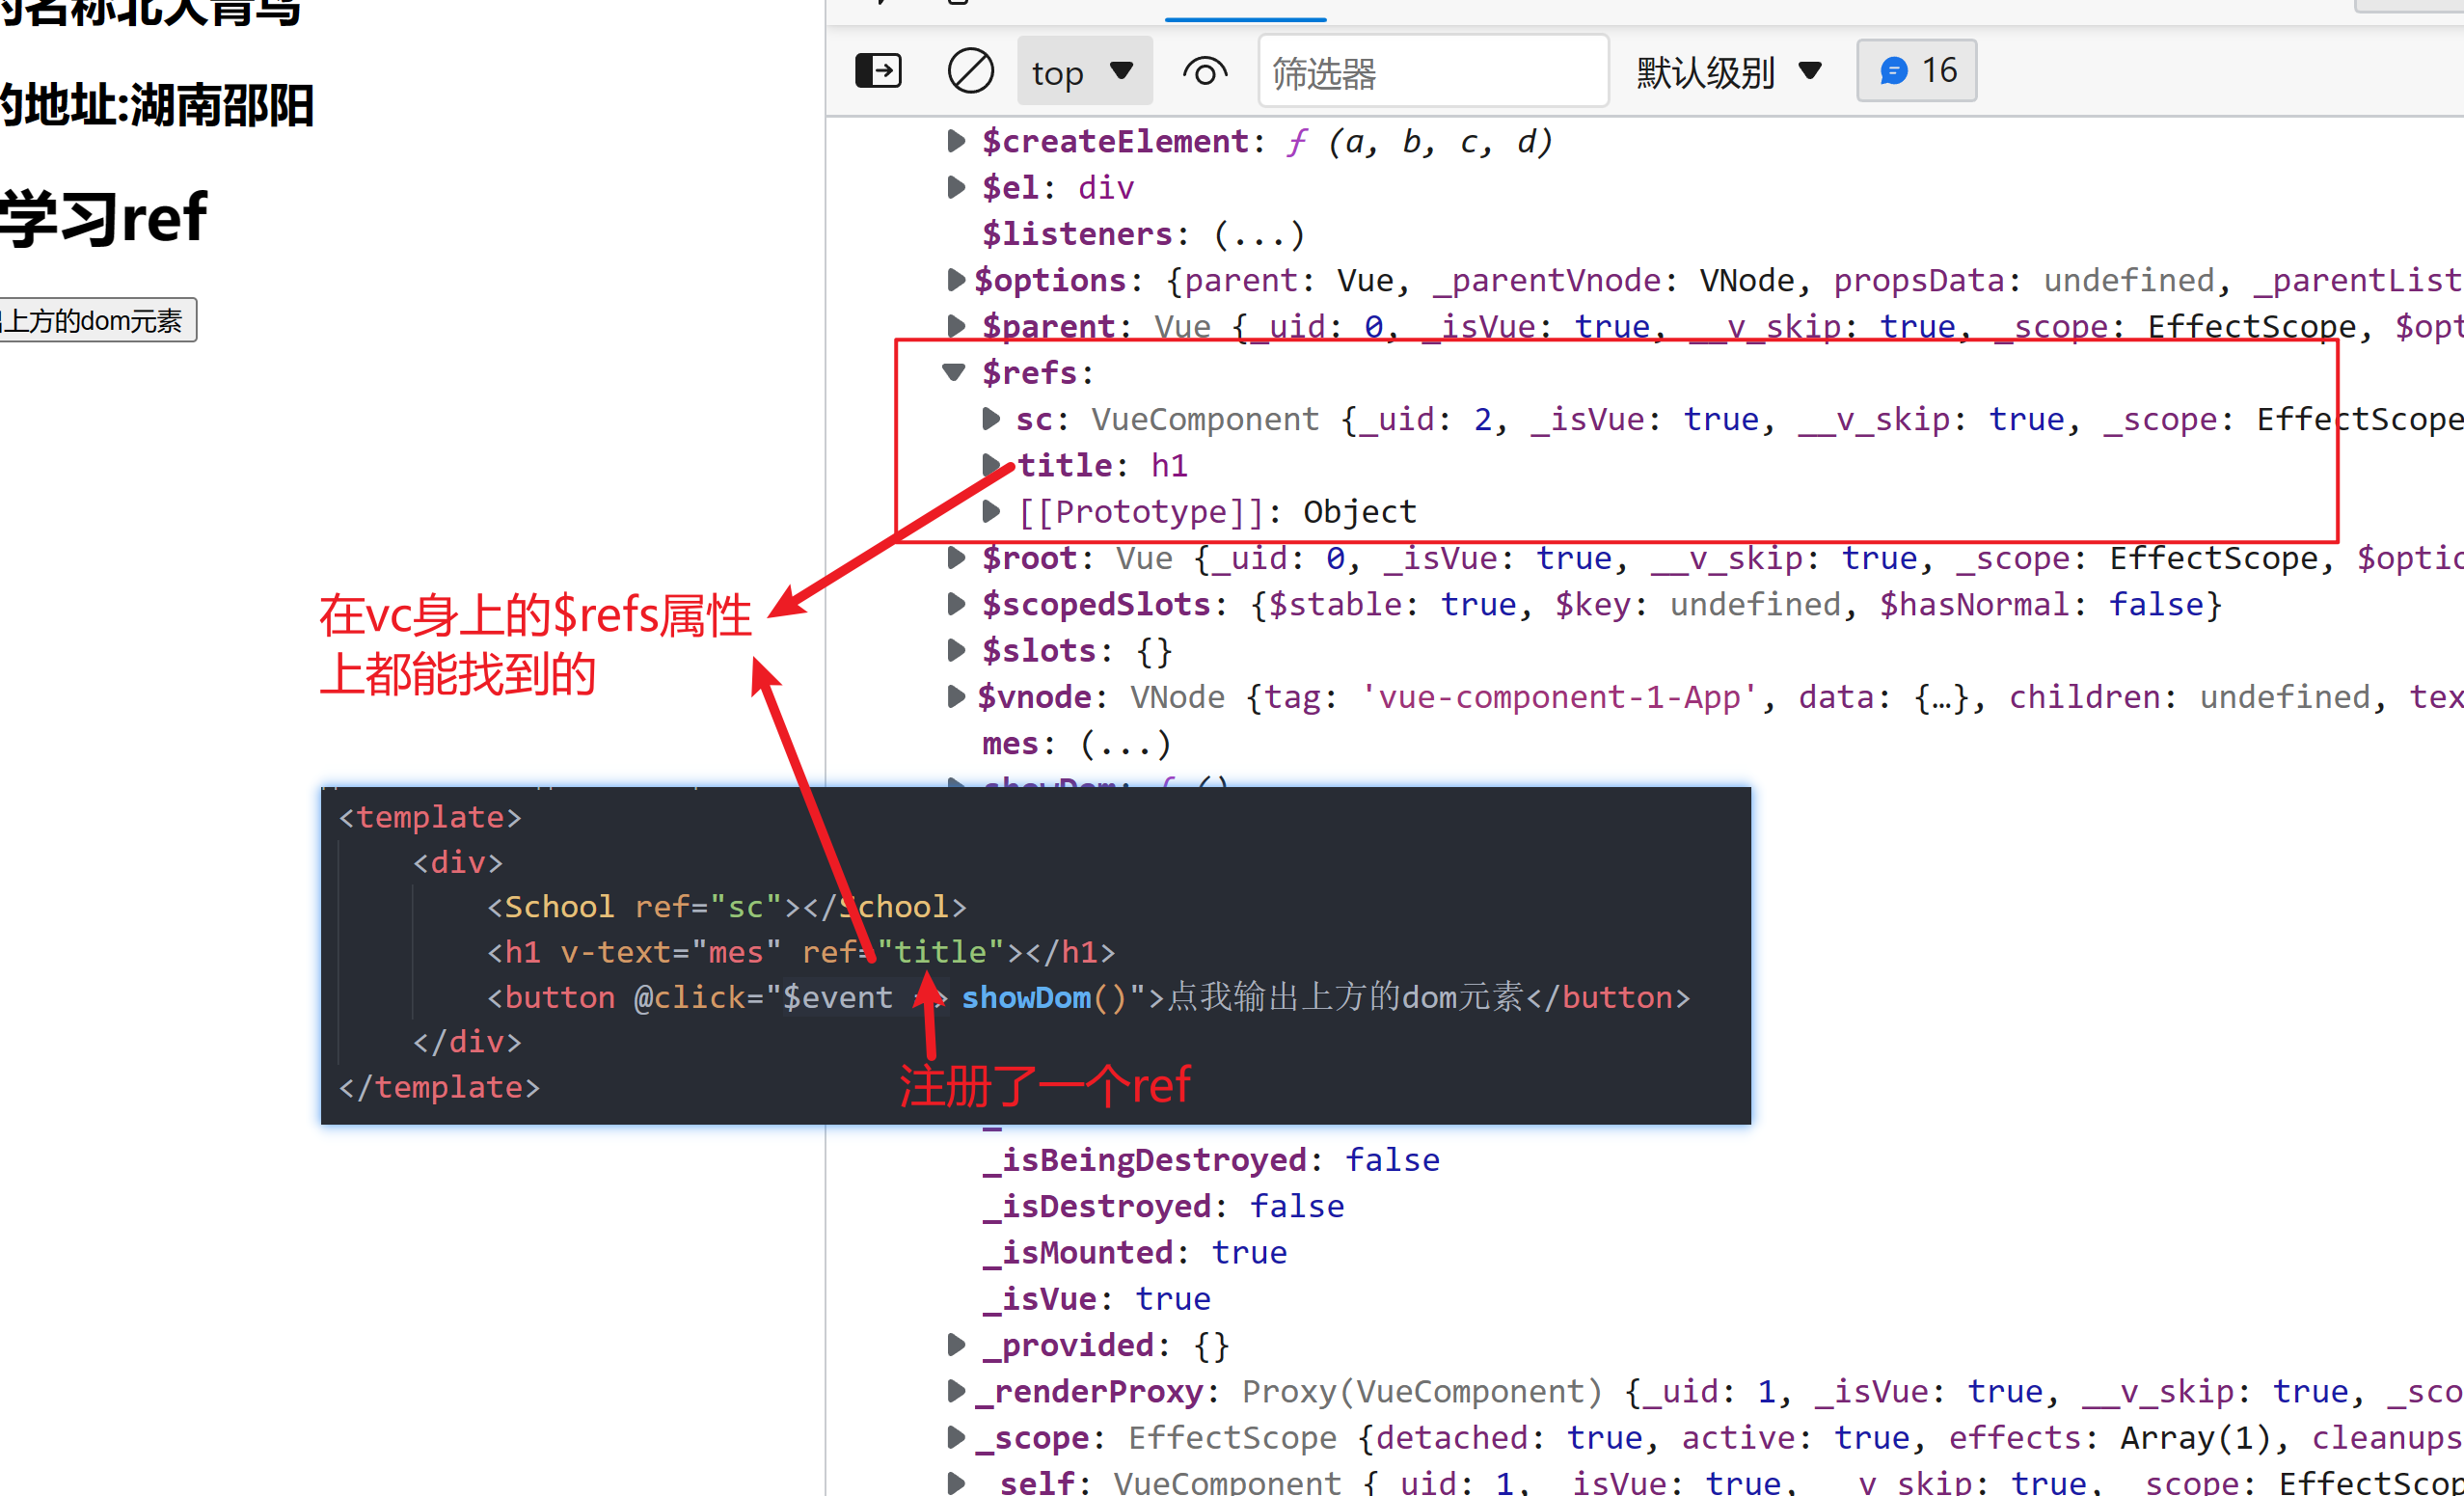 的名称北大青鸟
的地址:湖南邵阳
学习ref
上方的dom元素
top
筛选器
默认级别
16
$createElement: ƒ (a, b, c, d)
$el: div
$listeners: (...)
$options: {parent: Vue, _parentVnode: VNode, propsData: undefined, _parentList
$parent: Vue {_uid: 0, _isVue: true, __v_skip: true, _scope: EffectScope, $opt
$refs:
sc: VueComponent {_uid: 2, _isVue: true, __v_skip: true, _scope: EffectScope
title: h1
[[Prototype]]: Object
$root: Vue {_uid: 0, _isVue: true, __v_skip: true, _scope: EffectScope, $optio
$scopedSlots: {$stable: true, $key: undefined, $hasNormal: false}
$slots: {}
$vnode: VNode {tag: 'vue-component-1-App', data: {…}, children: undefined, tex
mes: (...)
showDom: ƒ ()
在vc身上的$refs属性
上都能找到的
<template>
<div>
<School ref="sc"></School>
<h1 v-text="mes" ref="title"></h1>
<button @click="$event => showDom()">点我输出上方的dom元素</button>
</div>
</template>
注册了一个ref
_isBeingDestroyed: false
_isDestroyed: false
_isMounted: true
_isVue: true
_provided: {}
_renderProxy: Proxy(VueComponent) {_uid: 1, _isVue: true, __v_skip: true, _sco
_scope: EffectScope {detached: true, active: true, effects: Array(1), cleanups
_self: VueComponent {_uid: 1, _isVue: true, __v_skip: true, _scope: EffectScop